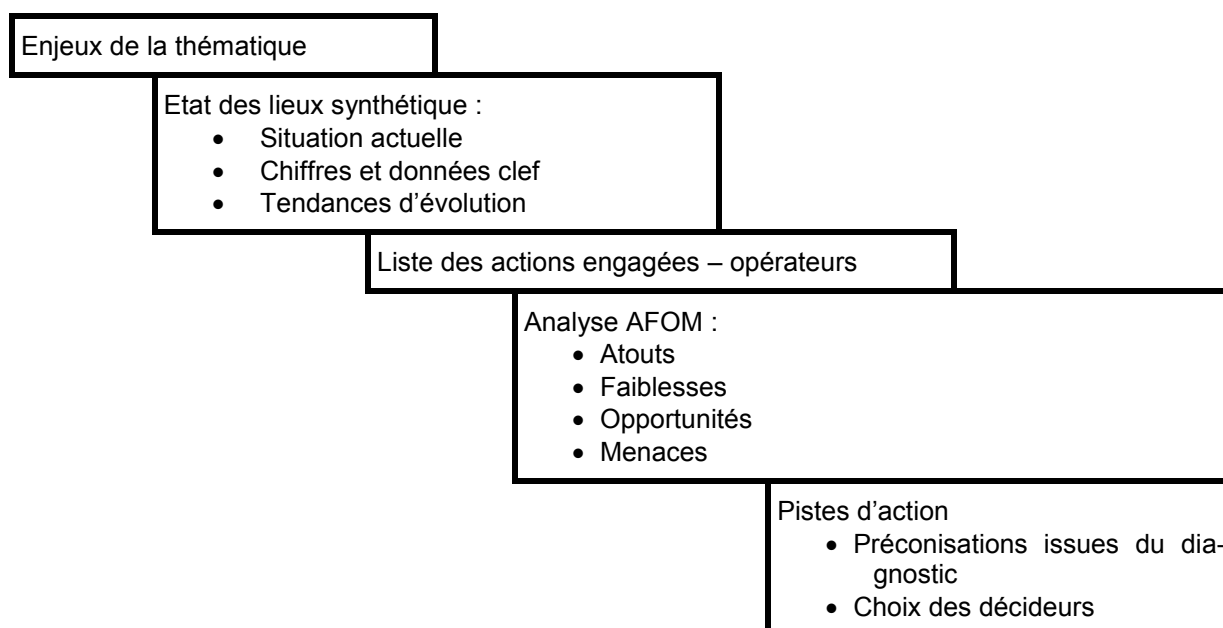 Enjeux de la thématique
Etat des lieux synthétique :
• Situation actuelle
• Chiffres et données clef
• Tendances d’évolution
Liste des actions engagées – opérateurs
Analyse AFOM :
• Atouts
• Faiblesses
• Opportunités
• Menaces
Pistes d’action
• Préconisations issues du dia-
gnostic
• Choix des décideurs